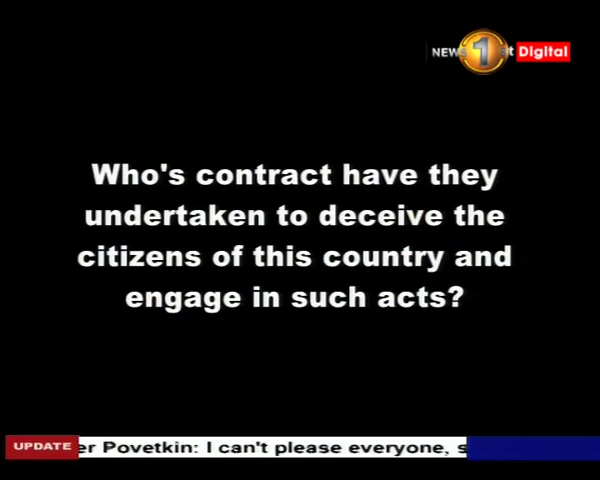 NEWS 1st Digital
Who's contract have they
undertaken to deceive the
citizens of this country and
engage in such acts?
UPDATE er Povetkin: I can't please everyone, s